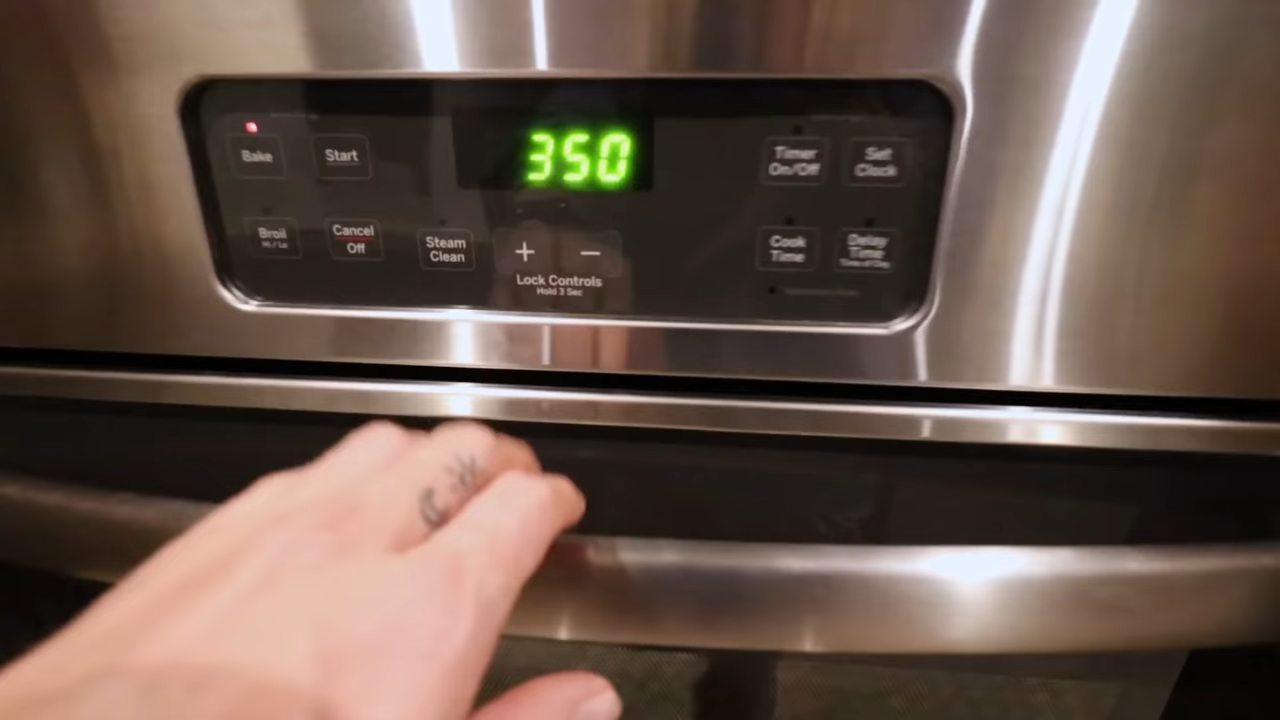 350
Bake
Start
Timer
On/Off
Set
Clock
Broil
Hi / Lo
Cancel
Off
Steam
Clean
+ −
Lock Controls
Hold 3 Sec
Cook
Time
Delay
Time